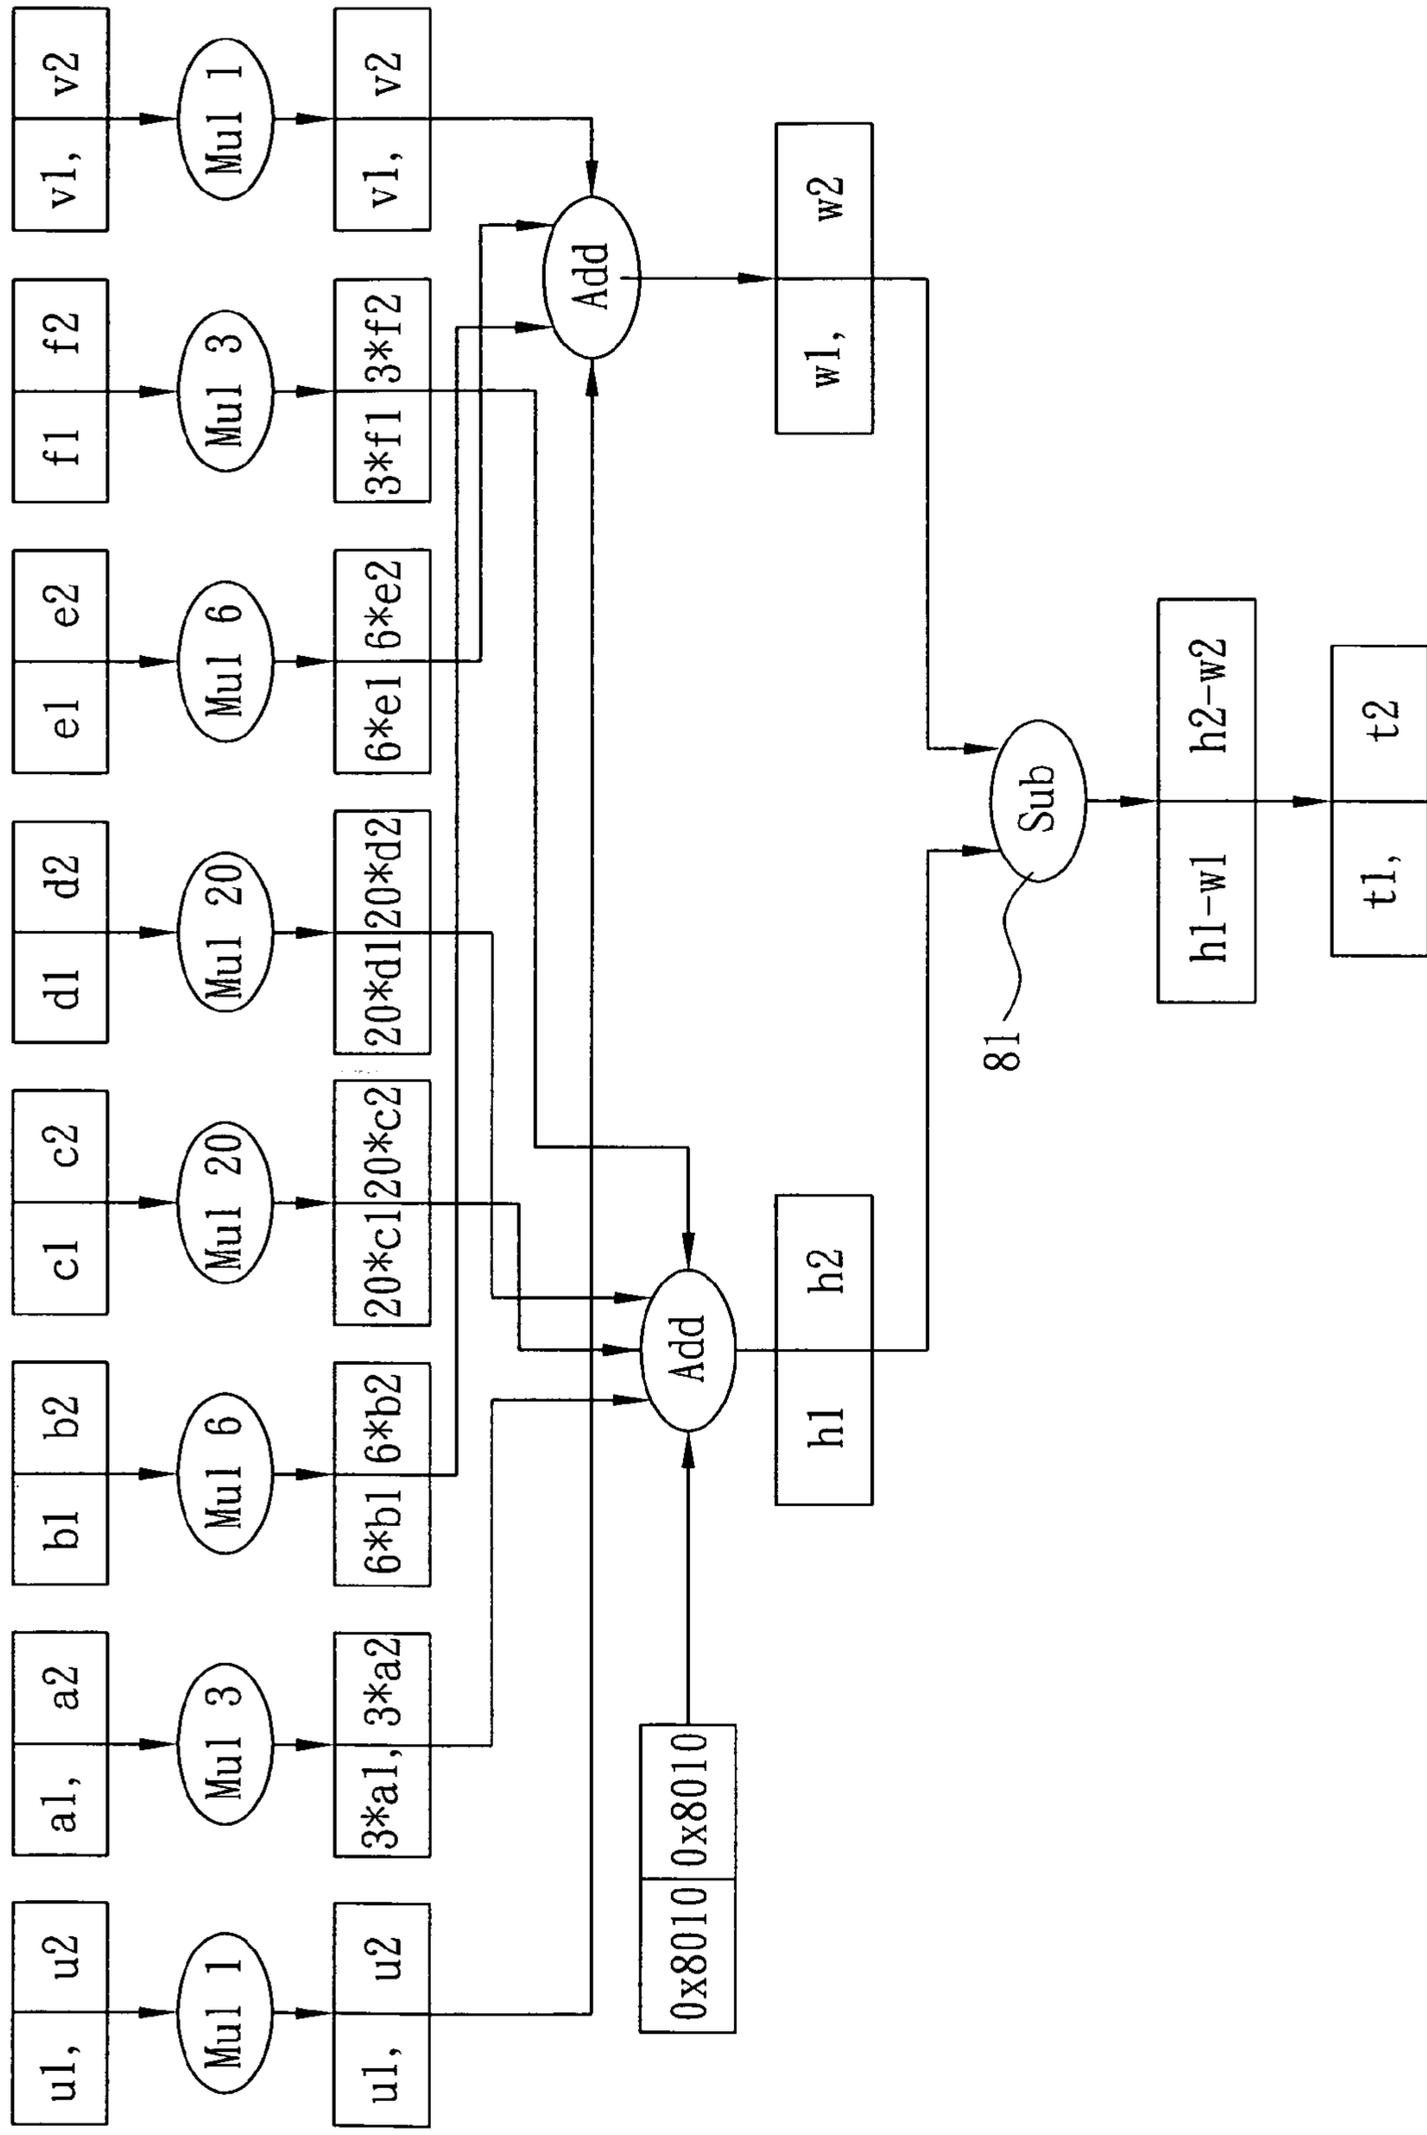 u1, u2
a1, a2
b1 b2
c1 c2
d1 d2
e1 e2
f1 f2
v1, v2
Mul 1
Mul 3
Mul 6
Mul 20
Mul 20
Mul 6
Mul 3
Mul 1
u1, u2
3*a1, 3*a2
6*b1 6*b2
20*c1 20*c2
20*d1 20*d2
6*e1 6*e2
3*f1 3*f2
v1, v2
Add
0x8010 0x8010
Add
h1 h2
w1, w2
81
Sub
h1-w1 h2-w2
t1, t2